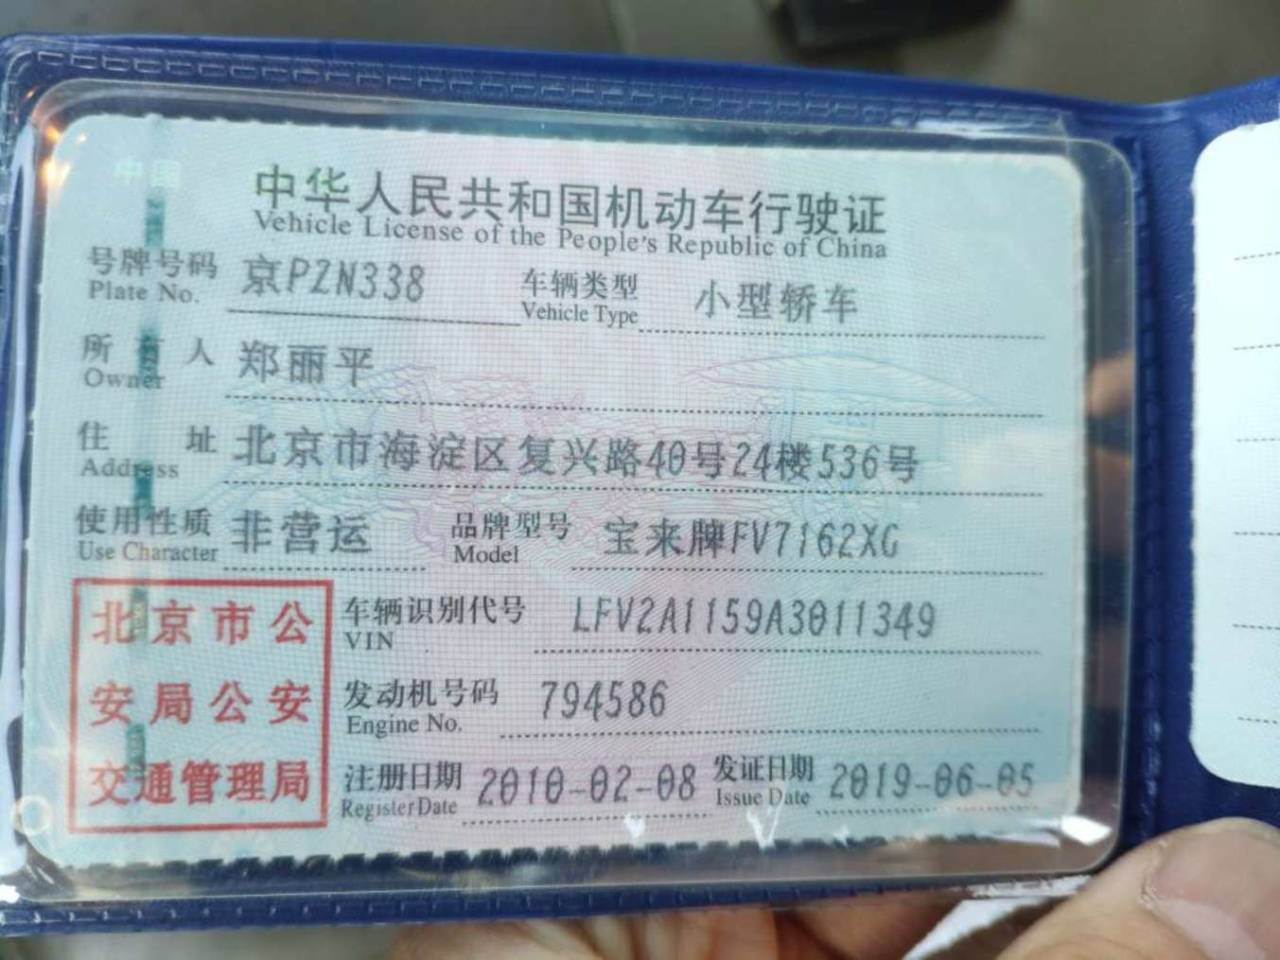 中国
中华人民共和国机动车行驶证
Vehicle License of the People's Republic of China
号牌号码 京PZN338 车辆类型 小型轿车
Plate No. Vehicle Type
所有人 郑丽平
Owner
住址 北京市海淀区复兴路40号24楼536号
Address
使用性质 非营运 品牌型号 宝来牌FV7162XG
Use Character Model
北京市公
安局公安
交通管理局
车辆识别代号 LFV2A1159A3011349
VIN
发动机号码 794586
Engine No.
注册日期 2010-02-08 发证日期 2019-06-05
Register Date Issue Date